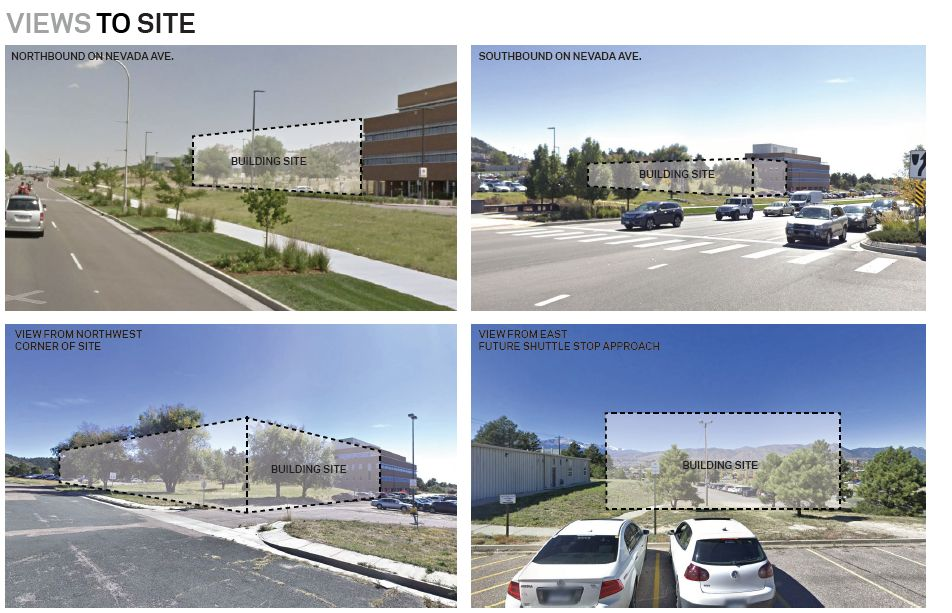 VIEWS TO SITE
NORTHBOUND ON NEVADA AVE.
BUILDING SITE
SOUTHBOUND ON NEVADA AVE.
BUILDING SITE
VIEW FROM NORTHWEST
CORNER OF SITE
BUILDING SITE
VIEW FROM EAST
FUTURE SHUTTLE STOP APPROACH
BUILDING SITE